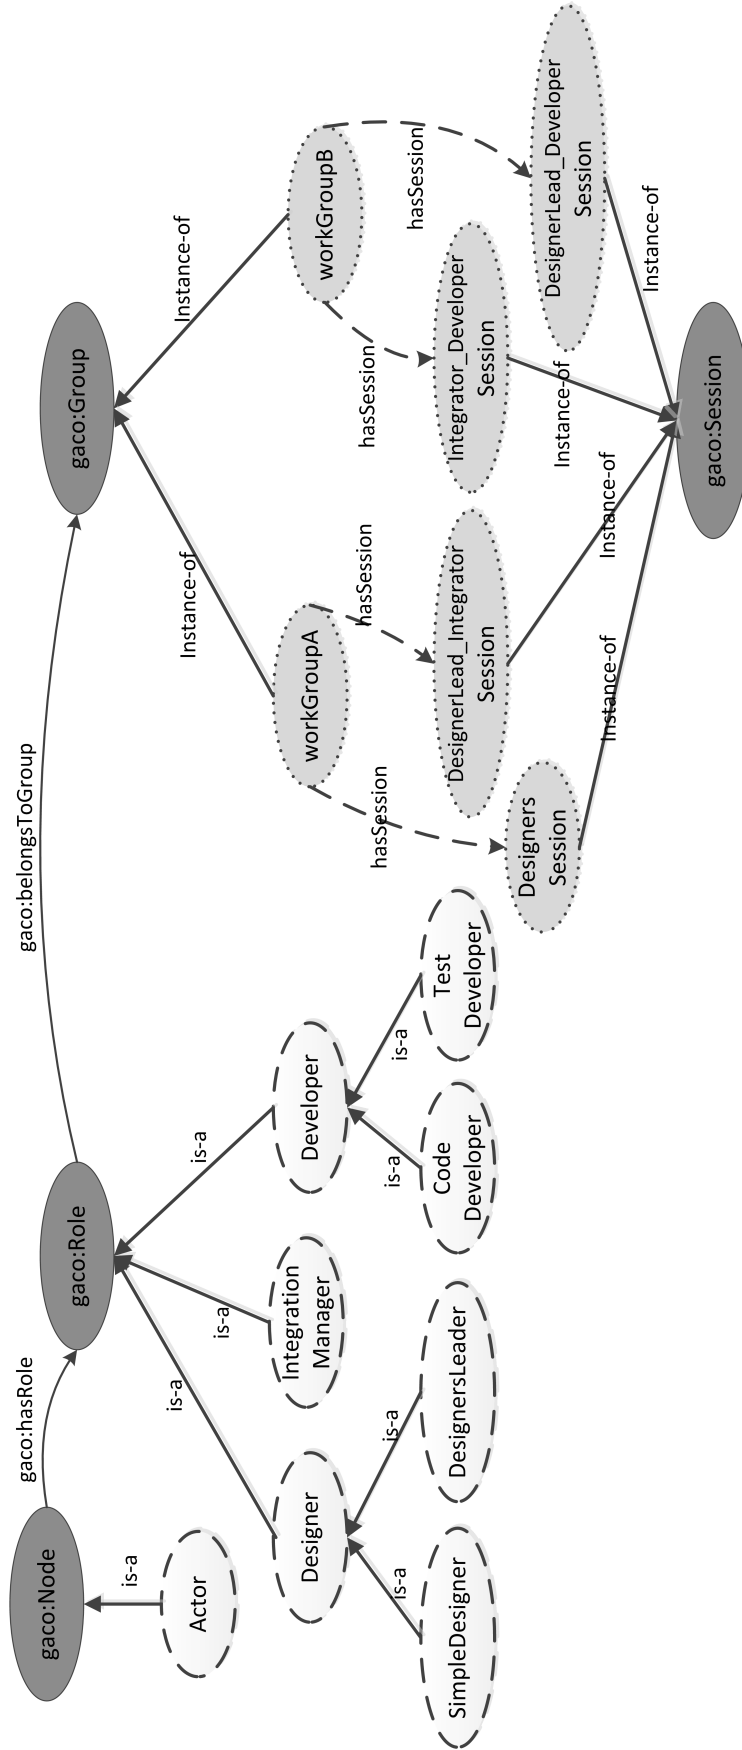 gaco:Node
gaco:hasRole
gaco:Role
gaco:belongsToGroup
gaco:Group
is-a
Actor
is-a
is-a
is-a
Instance-of
Instance-of
Designer
Integration
Manager
Developer
workGroupA
workGroupB
is-a
is-a
is-a
is-a
hasSession
hasSession
hasSession
hasSession
SimpleDesigner
DesignersLeader
Code
Developer
Test
Developer
Designers
Session
DesignerLead_Integrator
Session
Integrator_Developer
Session
DesignerLead_Developer
Session
Instance-of
Instance-of
Instance-of
Instance-of
gaco:Session